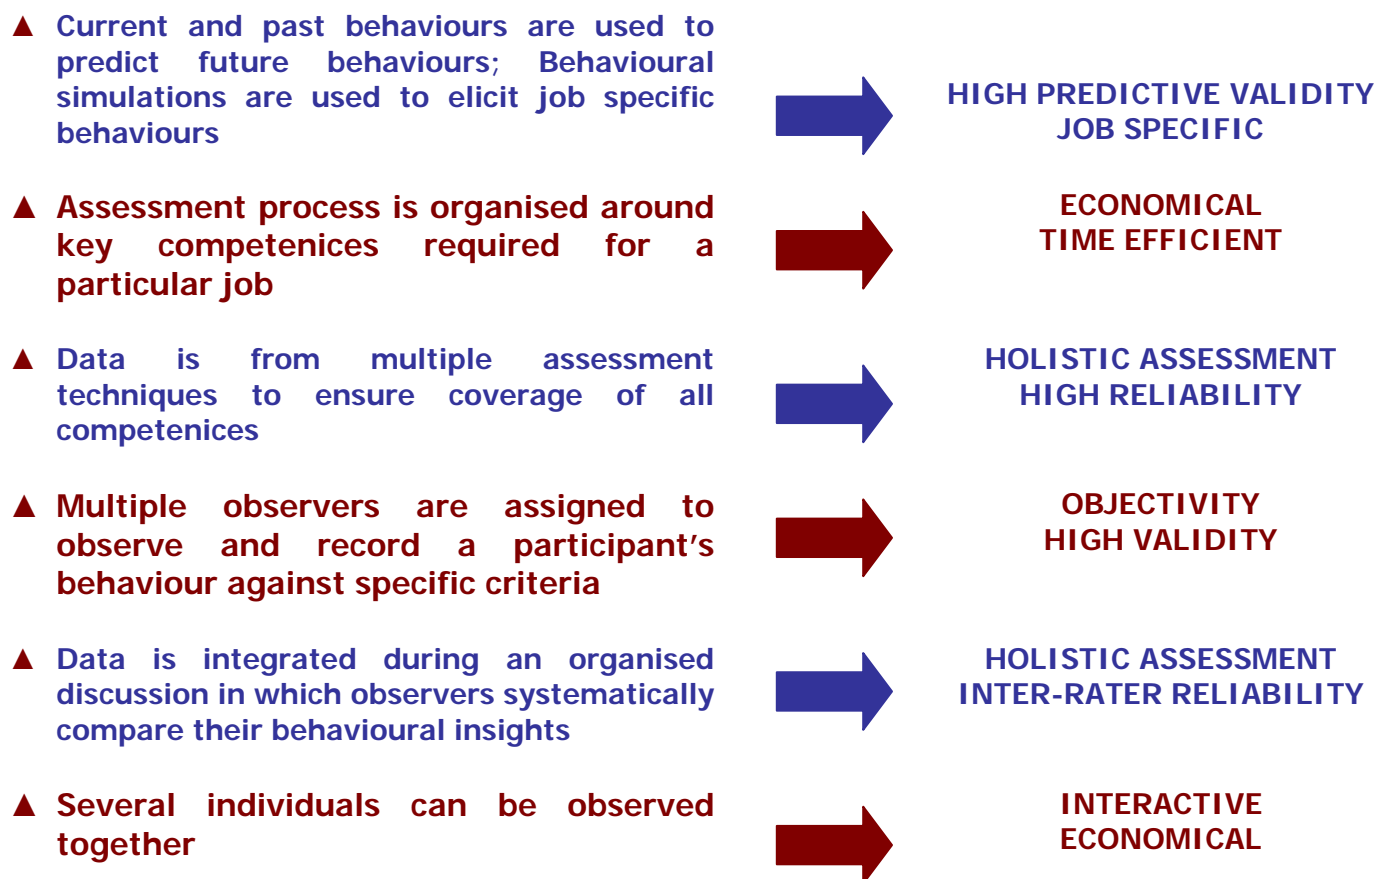 ▲ Current and past behaviours are used to
predict future behaviours; Behavioural
simulations are used to elicit job specific
behaviours
HIGH PREDICTIVE VALIDITY
JOB SPECIFIC
▲ Assessment process is organised around
key competenices required for a
particular job
ECONOMICAL
TIME EFFICIENT
▲ Data is from multiple assessment
techniques to ensure coverage of all
competenices
HOLISTIC ASSESSMENT
HIGH RELIABILITY
▲ Multiple observers are assigned to
observe and record a participant’s
behaviour against specific criteria
OBJECTIVITY
HIGH VALIDITY
▲ Data is integrated during an organised
discussion in which observers systematically
compare their behavioural insights
HOLISTIC ASSESSMENT
INTER-RATER RELIABILITY
▲ Several individuals can be observed
together
INTERACTIVE
ECONOMICAL